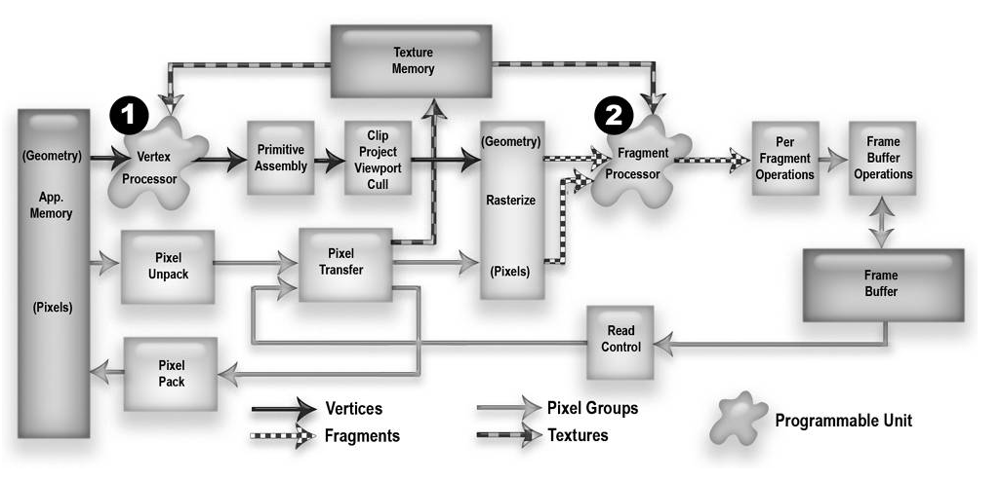 Texture
Memory
1
2
(Geometry)
App.
Memory
(Pixels)
Vertex
Processor
Primitive
Assembly
Clip
Project
Viewport
Cull
(Geometry)
Rasterize
(Pixels)
Fragment
Processor
Per
Fragment
Operations
Frame
Buffer
Operations
Pixel
Unpack
Pixel
Transfer
Frame
Buffer
Read
Control
Pixel
Pack
Vertices
Fragments
Pixel Groups
Textures
Programmable Unit